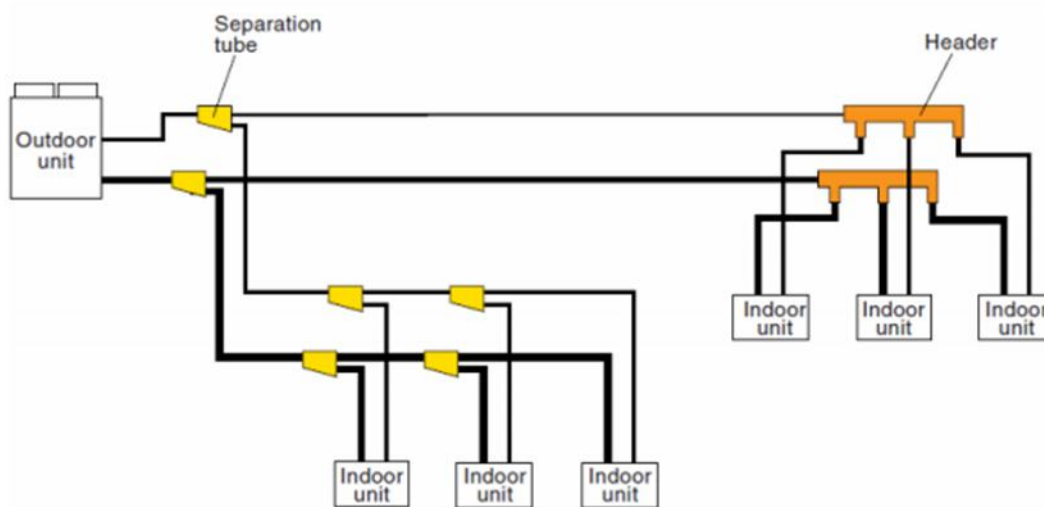 Separation
tube
Header
Outdoor
unit
Indoor
unit
Indoor
unit
Indoor
unit
Indoor
unit
Indoor
unit
Indoor
unit